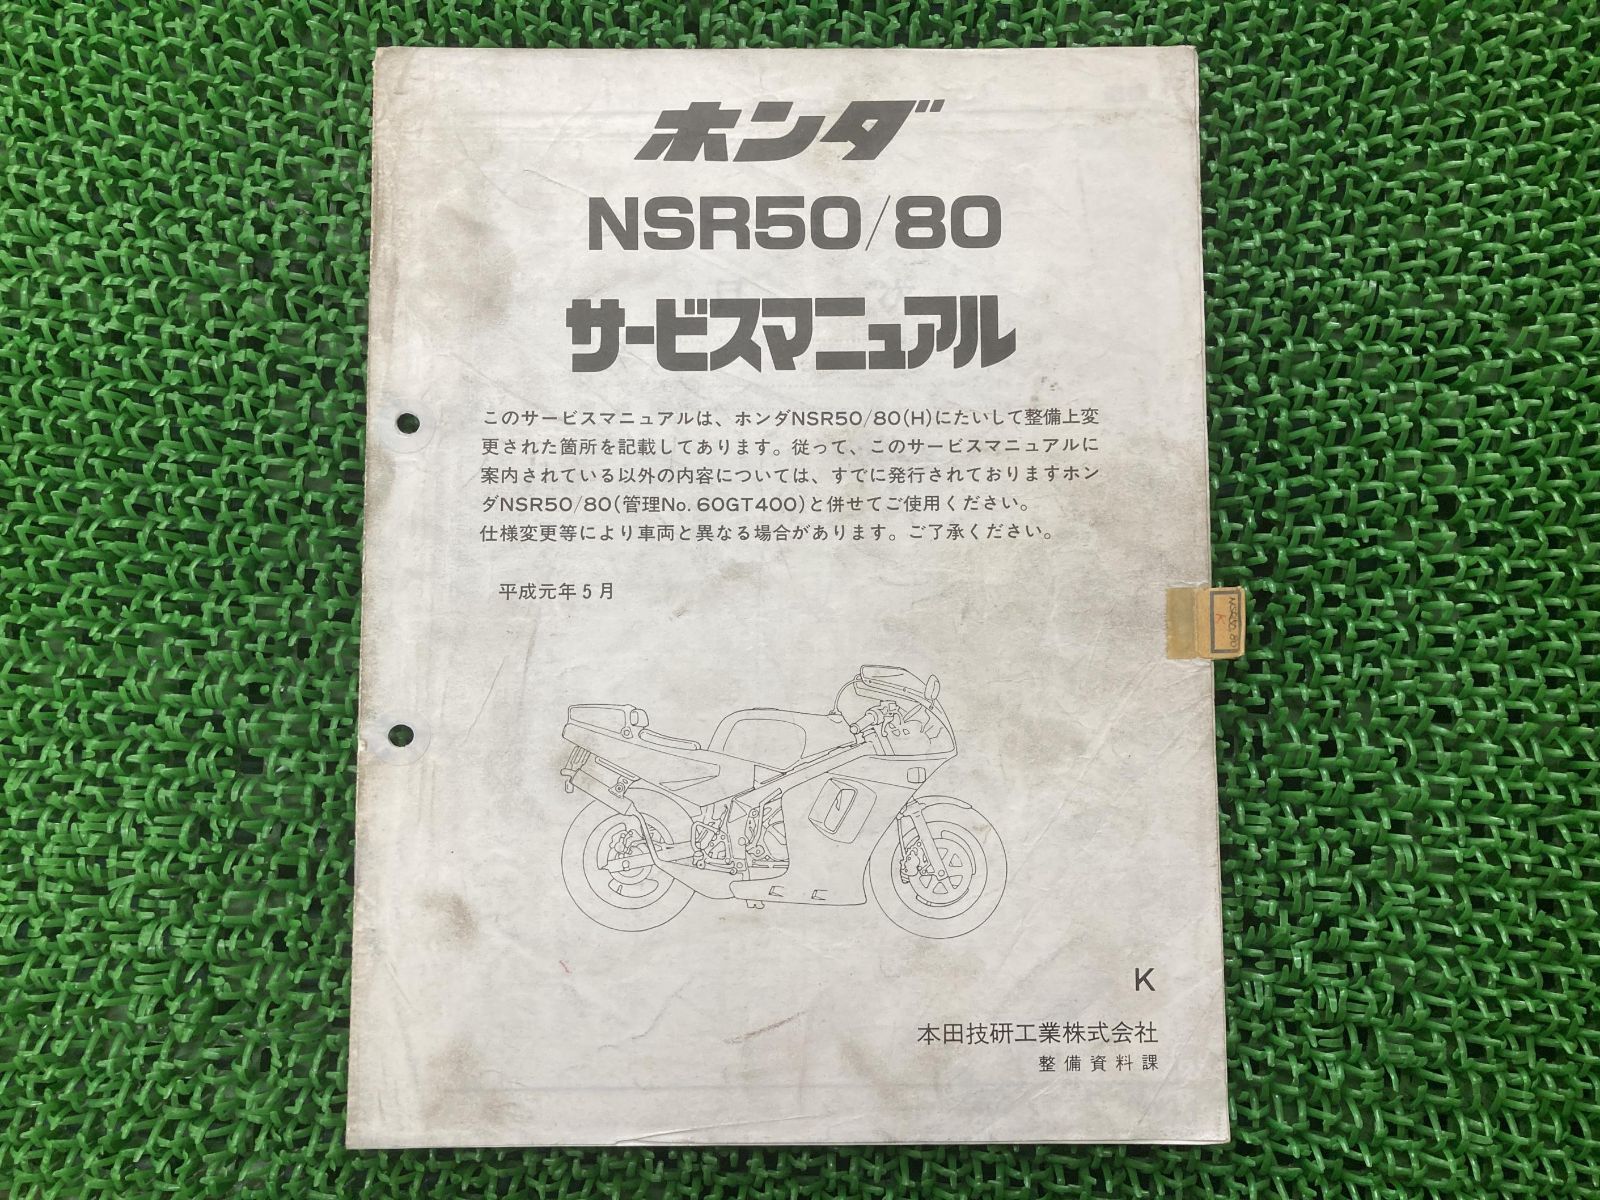 ホンダ
NSR50/80
サービスマニュアル
このサービスマニュアルは、ホンダNSR50/80(H)にたいして整備上変
更された箇所を記載してあります。従って、このサービスマニュアルに
案内されている以外の内容については、すでに発行されておりますホン
ダNSR50/80(管理No. 60GT400)と併せてご使用ください。
仕様変更等により車両と異なる場合があります。ご了承ください。
平成元年5月
NSR50 80
K
K
本田技研工業株式会社
整備資料課